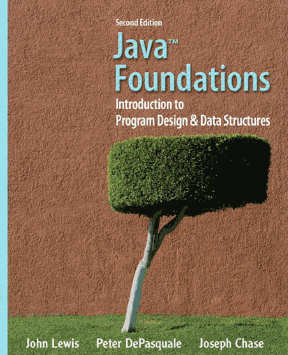 Second Edition
Java™
Foundations
Introduction to
Program Design & Data Structures
John Lewis Peter DePasquale Joseph Chase